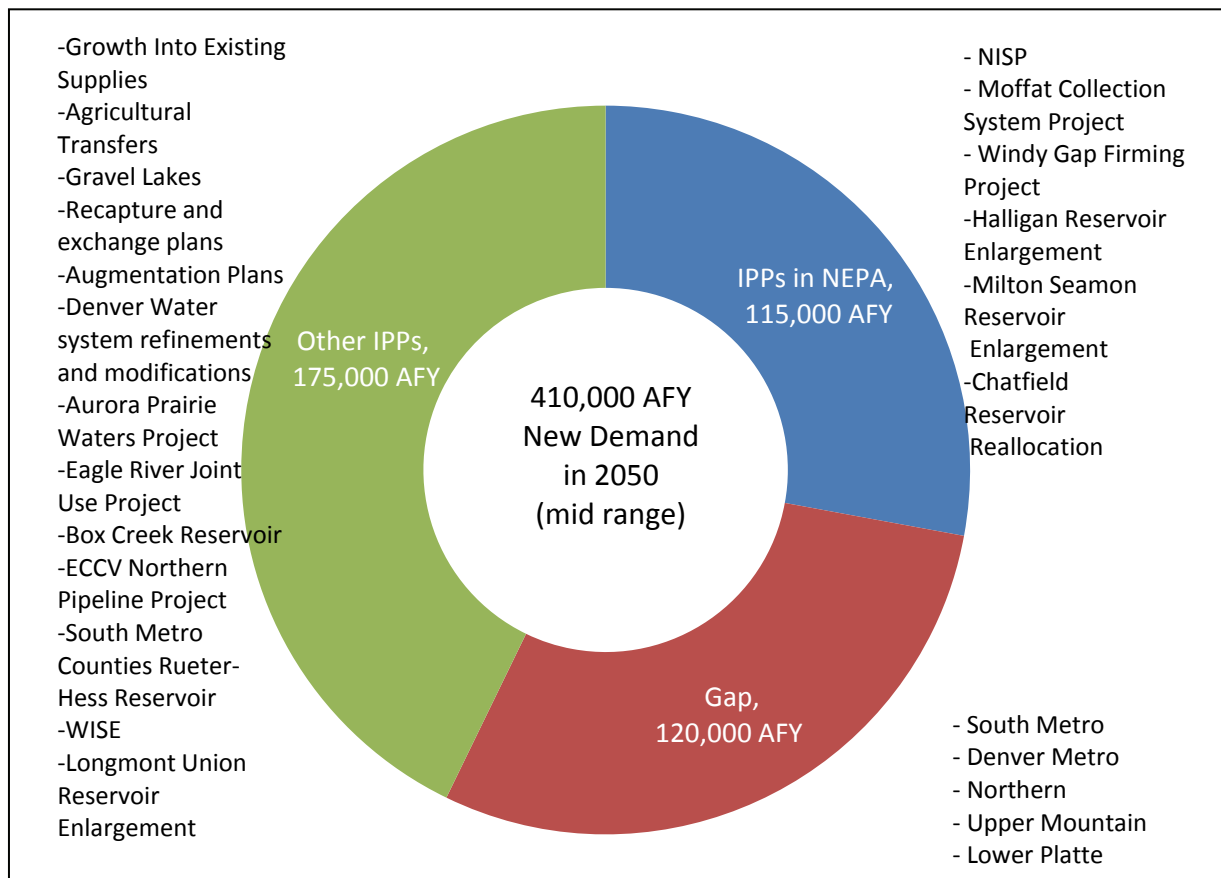 -Growth Into Existing
Supplies
-Agricultural
Transfers
-Gravel Lakes
-Recapture and
exchange plans
-Augmentation Plans
-Denver Water
system refinements
and modifications
-Aurora Prairie
Waters Project
-Eagle River Joint
Use Project
-Box Creek Reservoir
-ECCV Northern
Pipeline Project
-South Metro
Counties Rueter-
Hess Reservoir
-WISE
-Longmont Union
Reservoir
Enlargement
Other IPPs,
175,000 AFY
410,000 AFY
New Demand
in 2050
(mid range)
IPPs in NEPA,
115,000 AFY
Gap,
120,000 AFY
- NISP
- Moffat Collection
System Project
- Windy Gap Firming
Project
-Halligan Reservoir
Enlargement
-Milton Seamon
Reservoir
Enlargement
-Chatfield
Reservoir
Reallocation
- South Metro
- Denver Metro
- Northern
- Upper Mountain
- Lower Platte